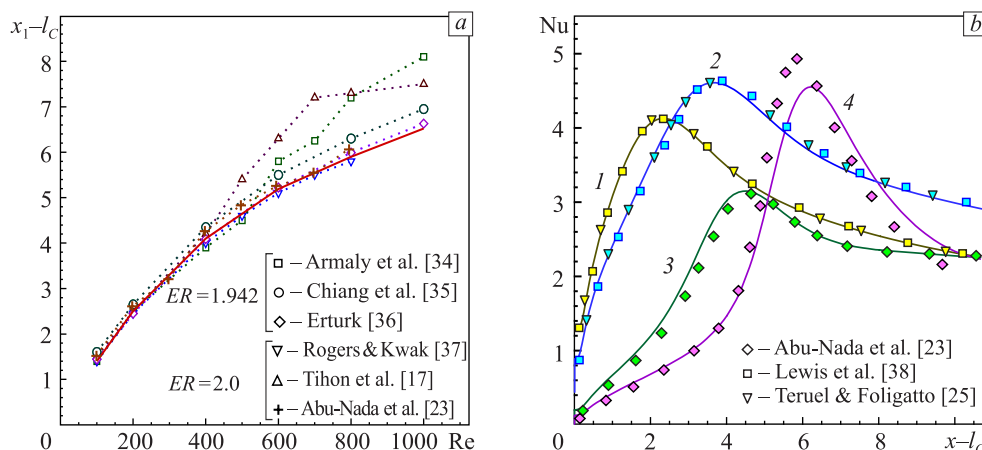 x₁–l_C
a
8
7
6
5
4
3
2
1
0
200 400 600 800 1000 Re
ER=1.942
– Armaly et al. [34]
– Chiang et al. [35]
– Erturk [36]
ER=2.0
– Rogers & Kwak [37]
– Tihon et al. [17]
– Abu-Nada et al. [23]
Nu
b
5
4
3
2
1
0 2 4 6 8 x–l_C
1
2
3
4
– Abu-Nada et al. [23]
– Lewis et al. [38]
– Teruel & Foligatto [25]